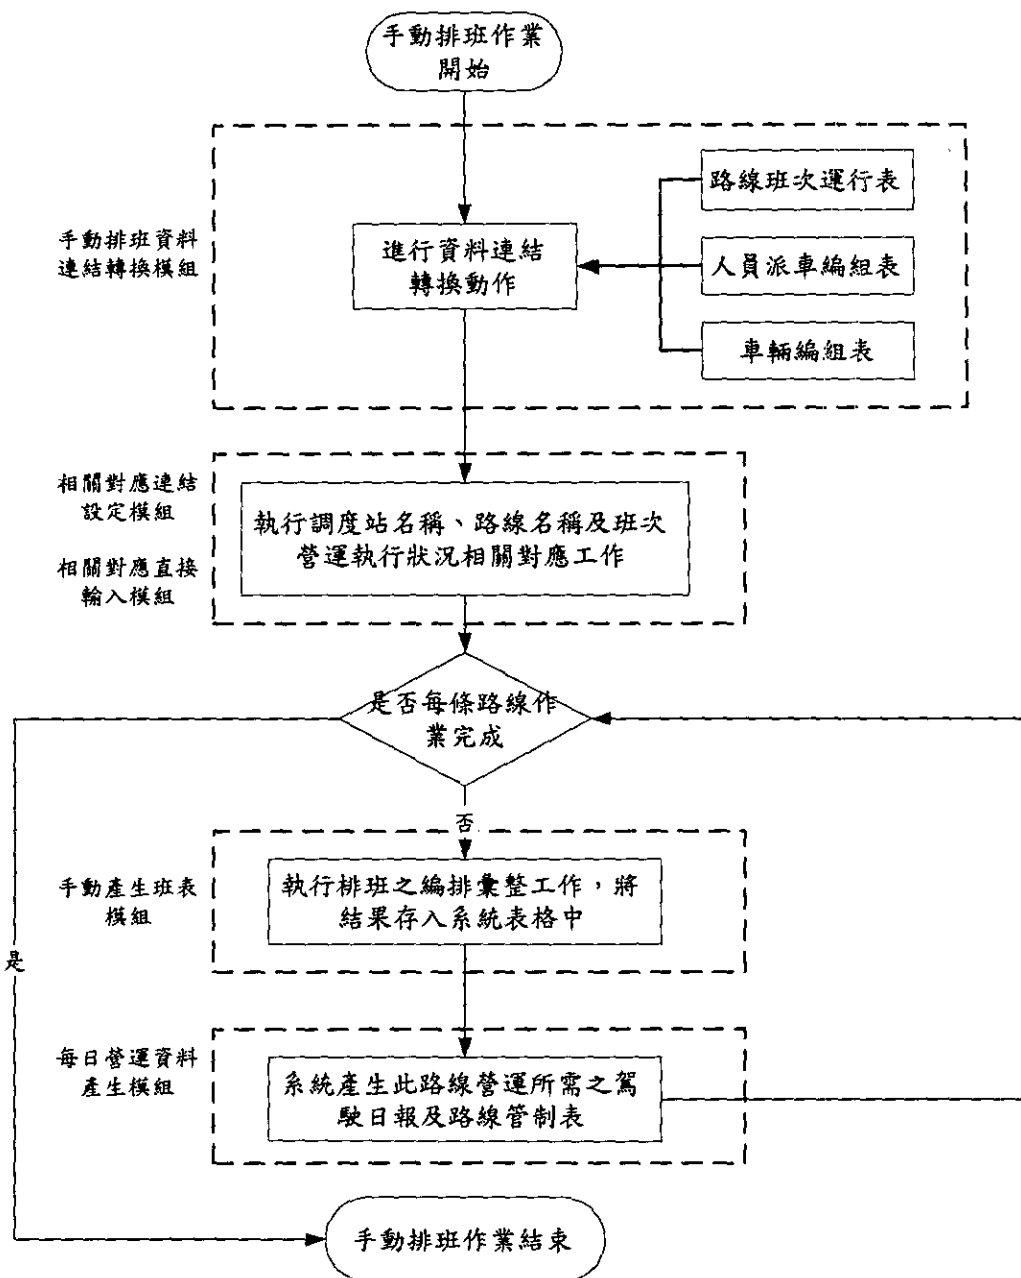 手動排班作業
開始
手動排班資料
連結轉換模組
進行資料連結
轉換動作
路線班次運行表
人員派車編組表
車輛編組表
相關對應連結
設定模組
相關對應直接
輸入模組
執行調度站名稱、路線名稱及班次
營運執行狀況相關對應工作
是否每條路線作
業完成
否
是
手動產生班表
模組
執行排班之編排彙整工作，將
結果存入系統表格中
每日營運資料
產生模組
系統產生此路線營運所需之駕
駛日報及路線管制表
手動排班作業結束